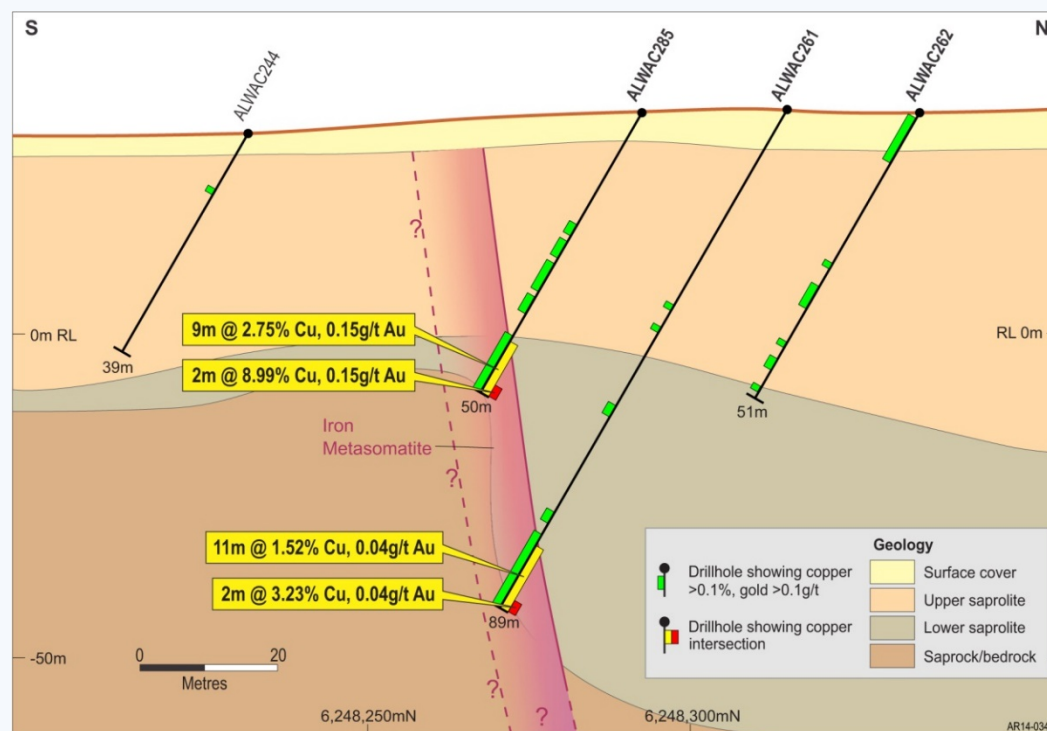 S
N
ALWAC244
ALWAC285
ALWAC261
ALWAC262
?
0m RL
RL 0m
9m @ 2.75% Cu, 0.15g/t Au
2m @ 8.99% Cu, 0.15g/t Au
39m
50m
51m
Iron
Metasomatite
?
11m @ 1.52% Cu, 0.04g/t Au
2m @ 3.23% Cu, 0.04g/t Au
89m
-50m
0
20
Metres
?
?
6,248,250mN
6,248,300mN
Drillhole showing copper
>0.1%, gold >0.1g/t
Drillhole showing copper
intersection
Geology
Surface cover
Upper saprolite
Lower saprolite
Saprock/bedrock
AR14-034